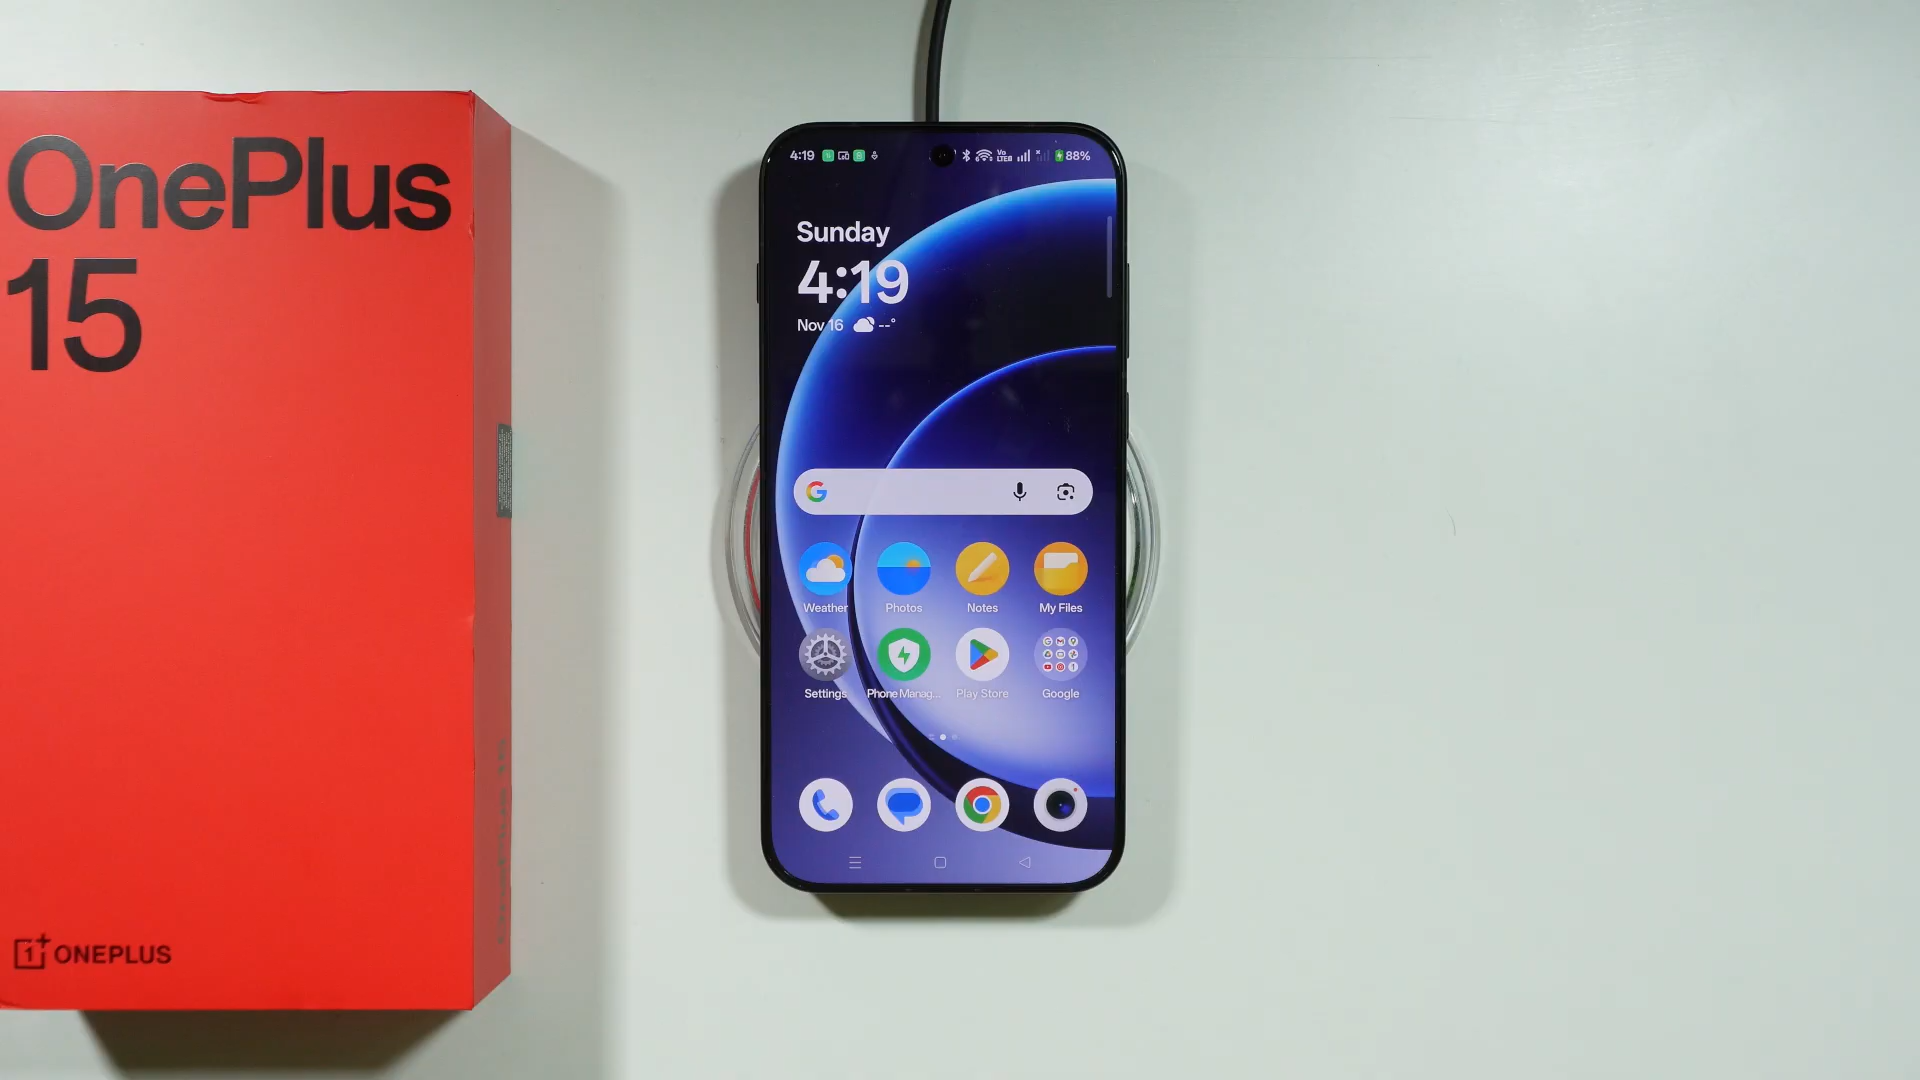 OnePlus
15
ONEPLUS
4:19
88%
Sunday
4:19
Nov 16 --°
Weather
Photos
Notes
My Files
Settings
Phone Manag...
Play Store
Google